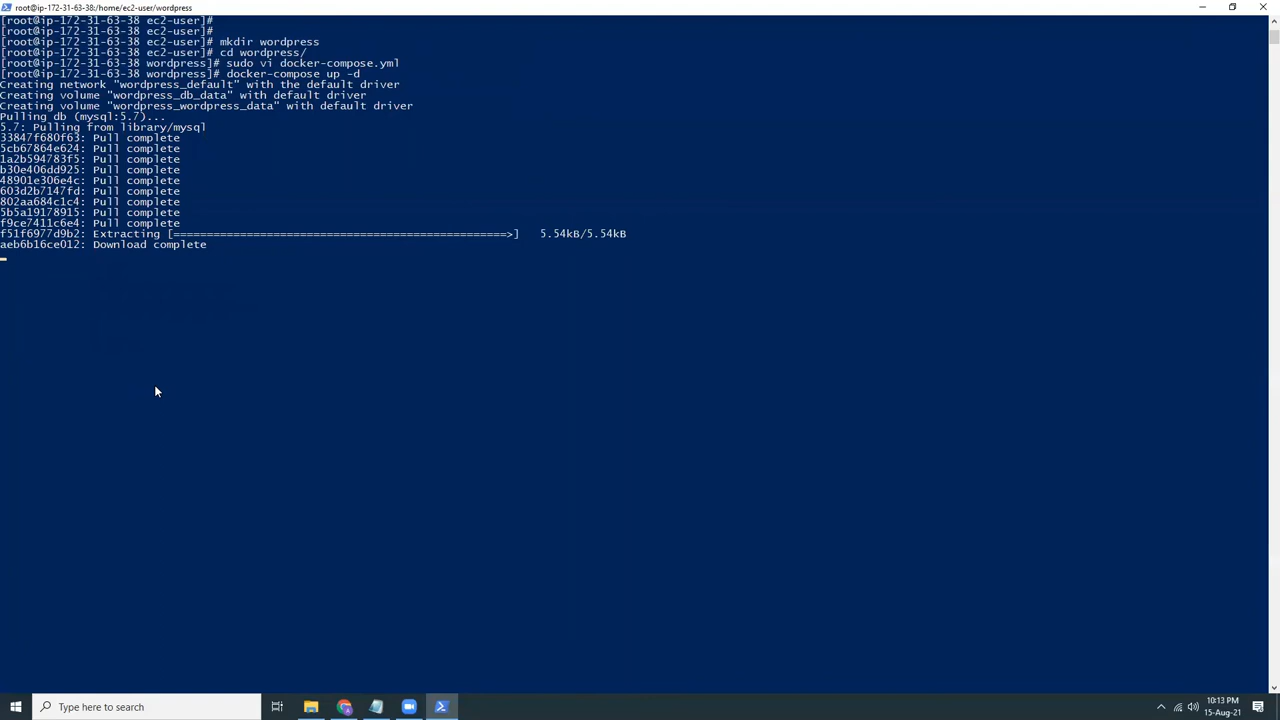 root@ip-172-31-63-38:/home/ec2-user/wordpress
[root@ip-172-31-63-38 ec2-user]#
[root@ip-172-31-63-38 ec2-user]#
[root@ip-172-31-63-38 ec2-user]# mkdir wordpress
[root@ip-172-31-63-38 ec2-user]# cd wordpress/
[root@ip-172-31-63-38 wordpress]# sudo vi docker-compose.yml
[root@ip-172-31-63-38 wordpress]# docker-compose up -d
Creating network "wordpress_default" with the default driver
Creating volume "wordpress_db_data" with default driver
Creating volume "wordpress_wordpress_data" with default driver
Pulling db (mysql:5.7)...
5.7: Pulling from library/mysql
33847f680f63: Pull complete
5cb67864e624: Pull complete
1a2b594783f5: Pull complete
b30e406dd925: Pull complete
48901e306e4c: Pull complete
603d2b7147fd: Pull complete
802aa684c1c4: Pull complete
5b5a19178915: Pull complete
f9ce7411c6e4: Pull complete
f51f6977d9b2: Extracting [==================================================>]   5.54kB/5.54kB
aeb6b16ce012: Download complete
Type here to search
10:13 PM
15-Aug-21